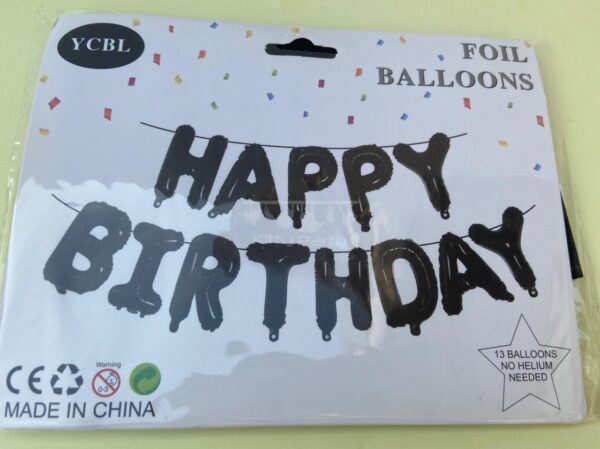 YCBL
FOIL
BALLOONS
HAPPY
BIRTHDAY
13 BALLOONS
NO HELIUM
NEEDED
CE
Warning
0-3
MADE IN CHINA